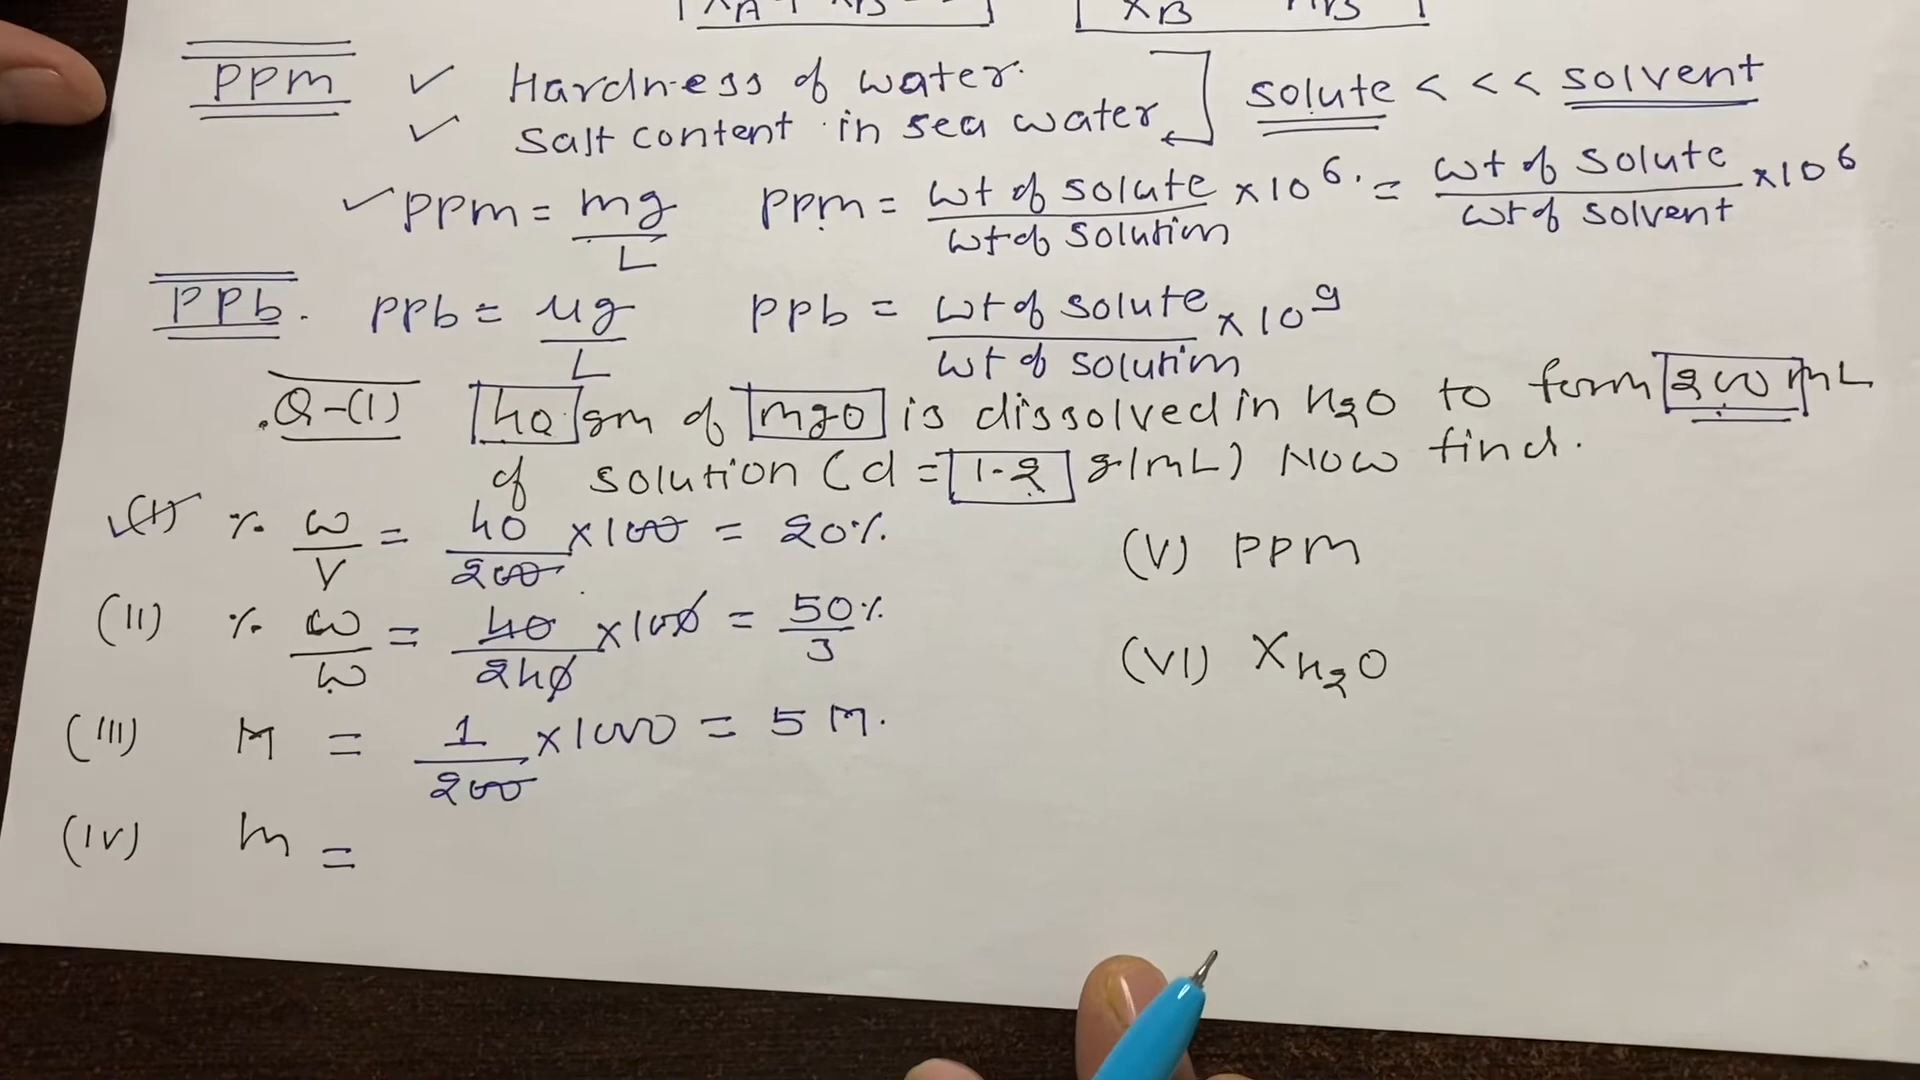 PPm ✓ Hardness of water.
✓ Salt content in sea water ] solute < << solvent
✓ PPm = mg/L PPm = wt of solute/wt of solution ×10⁶. = wt of solute/wt of solvent ×10⁶
PPb. PPb = μg/L PPb = wt of solute/wt of solution ×10⁹
Q-(1) 40 gm of mgo is dissolved in H₂O to form 200 mL
of solution (d = 1.2 g/mL) Now find.
(I) % w/v = 40/200 ×100 = 20%.
(II) % w/w = 40/240 ×100 = 50/3 %
(III) M = 1/200 ×1000 = 5 M.
(IV) m =
(V) PPM
(VI) XH₂O